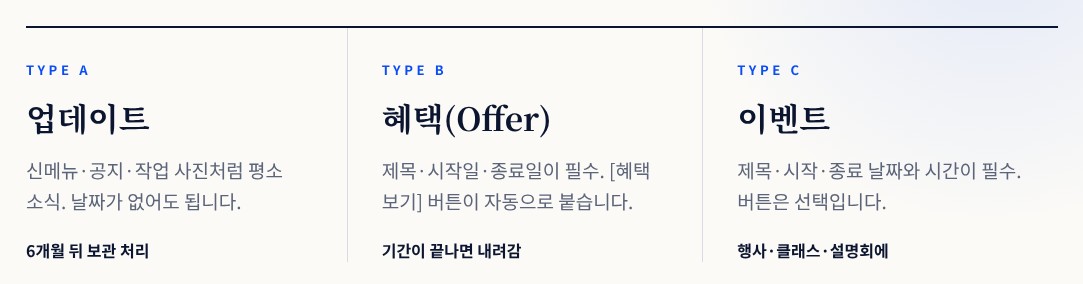 TYPE A
업데이트
신메뉴·공지·작업 사진처럼 평소
소식. 날짜가 없어도 됩니다.
6개월 뒤 보관 처리
TYPE B
혜택(Offer)
제목·시작일·종료일이 필수. [혜택
보기] 버튼이 자동으로 붙습니다.
기간이 끝나면 내려감
TYPE C
이벤트
제목·시작·종료 날짜와 시간이 필수.
버튼은 선택입니다.
행사·클래스·설명회에